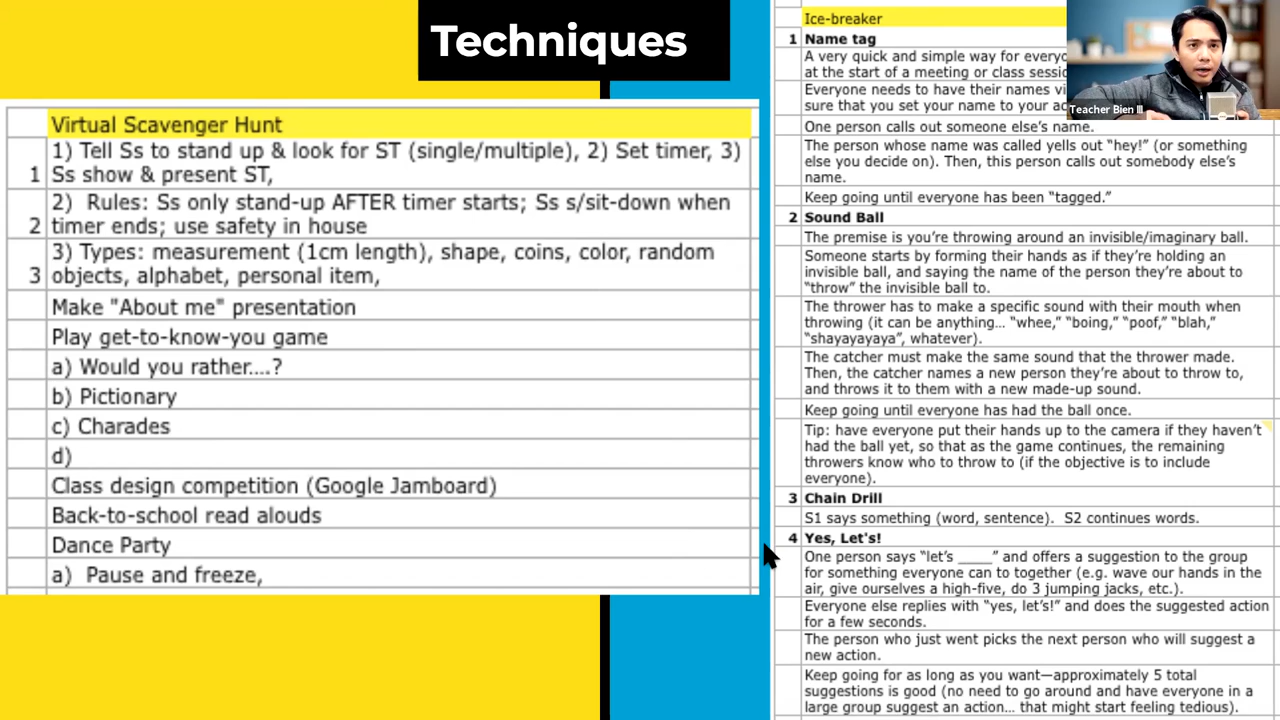 Techniques
Virtual Scavenger Hunt
1) Tell Ss to stand up & look for ST (single/multiple), 2) Set timer, 3)
1 Ss show & present ST,
2) Rules: Ss only stand-up AFTER timer starts; Ss s/sit-down when
2 timer ends; use safety in house
3) Types: measurement (1cm length), shape, coins, color, random
3 objects, alphabet, personal item,
Make "About me" presentation
Play get-to-know-you game
a) Would you rather....?
b) Pictionary
c) Charades
d)
Class design competition (Google Jamboard)
Back-to-school read alouds
Dance Party
a) Pause and freeze,
Ice-breaker
1 Name tag
A very quick and simple way for
at the start of a meeting or class
Everyone needs to have their names
sure that you set your name to your
Teacher Bien III
One person calls out someone else's name.
The person whose name was called yells out “hey!” (or something
else you decide on). Then, this person calls out somebody else’s
name.
Keep going until everyone has been “tagged.”
2 Sound Ball
The premise is you’re throwing around an invisible/imaginary ball.
Someone starts by forming their hands as if they’re holding an
invisible ball, and saying the name of the person they’re about to
“throw” the invisible ball to.
The thrower has to make a specific sound with their mouth when
throwing (it can be anything… “whee,” “boing,” “poof,” “blah,”
“shayayayaya”, whatever).
The catcher must make the same sound that the thrower made.
Then, the catcher names a new person they’re about to throw to,
and throws it to them with a new made-up sound.
Keep going until everyone has had the ball once.
Tip: have everyone put their hands up to the camera if they haven’t
had the ball yet, so that as the game continues, the remaining
throwers know who to throw to (if the objective is to include
everyone).
3 Chain Drill
S1 says something (word, sentence). S2 continues words.
4 Yes, Let's!
One person says “let’s _____” and offers a suggestion to the group
for something everyone can to together (e.g. wave our hands in the
air, give ourselves a high-five, do 3 jumping jacks, etc.).
Everyone else replies with “yes, let’s!” and does the suggested action
for a few seconds.
The person who just went picks the next person who will suggest a
new action.
Keep going for as long as you want—approximately 5 total
suggestions is good (no need to go around and have everyone in a
large group suggest an action… that might start feeling tedious).